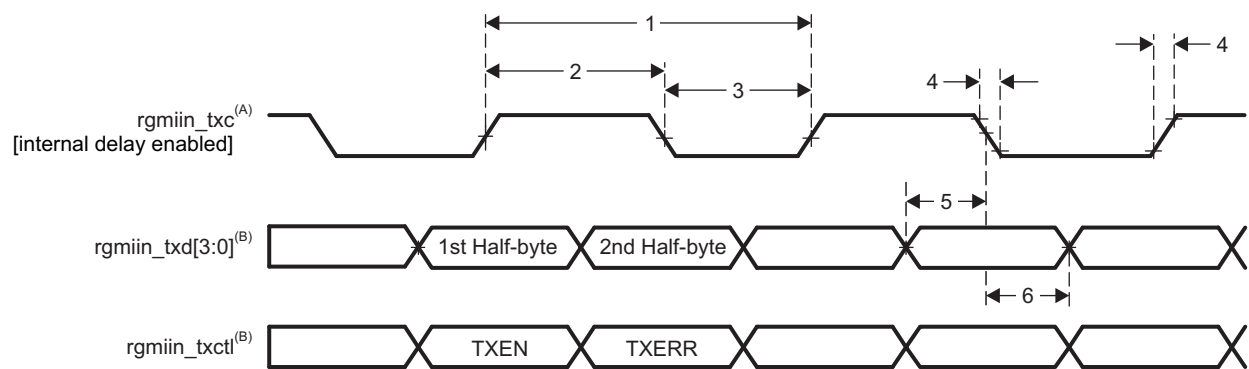 1
4
2
4
3
rgmiin_txc(A)
[internal delay enabled]
5
rgmiin_txd[3:0](B)
1st Half-byte
2nd Half-byte
6
rgmiin_txctl(B)
TXEN
TXERR